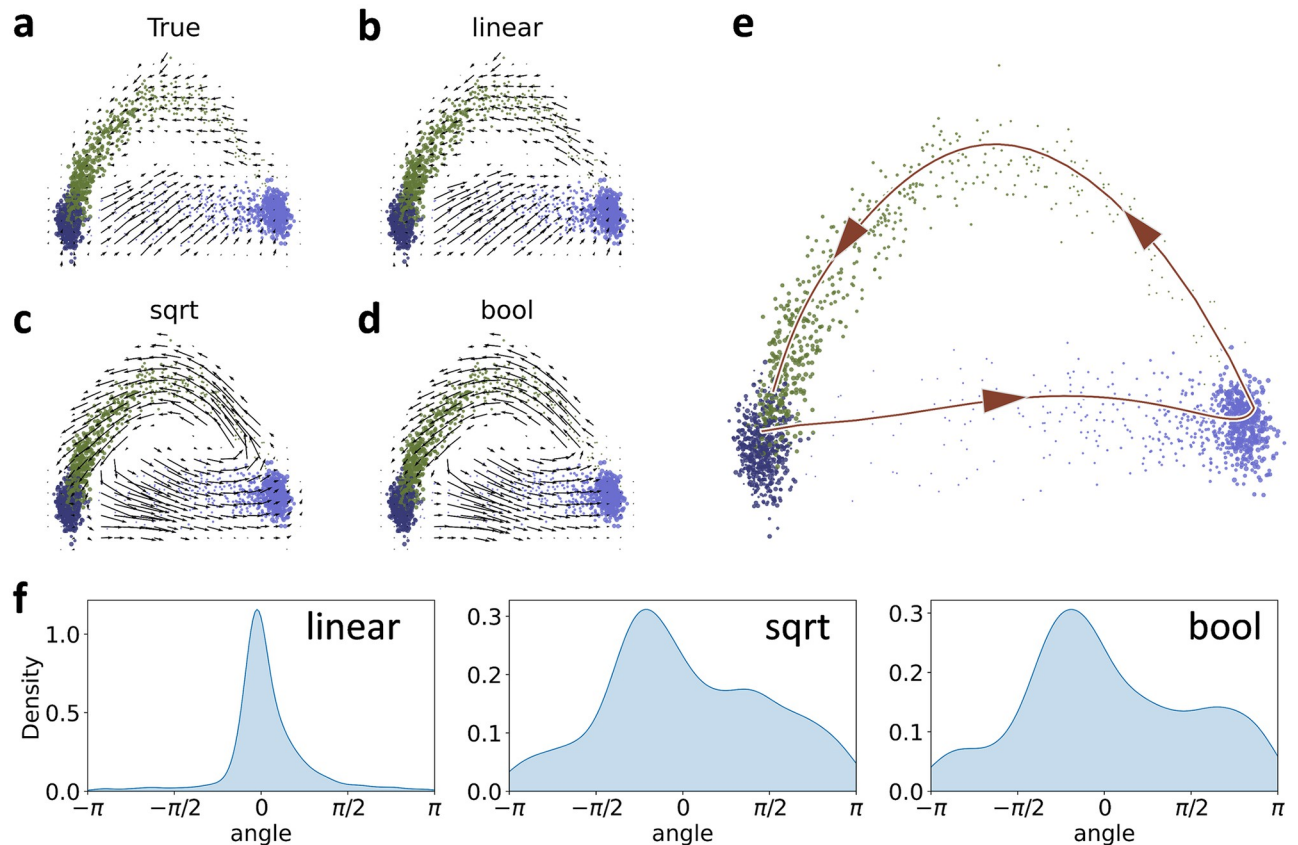 a
True
b
linear
c
sqrt
d
bool
e
f
Density
1.0
0.5
0.0
−π
−π/2
0
π/2
π
angle
linear
0.3
0.2
0.1
0.0
−π
−π/2
0
π/2
π
angle
sqrt
0.3
0.2
0.1
0.0
−π
−π/2
0
π/2
π
angle
bool